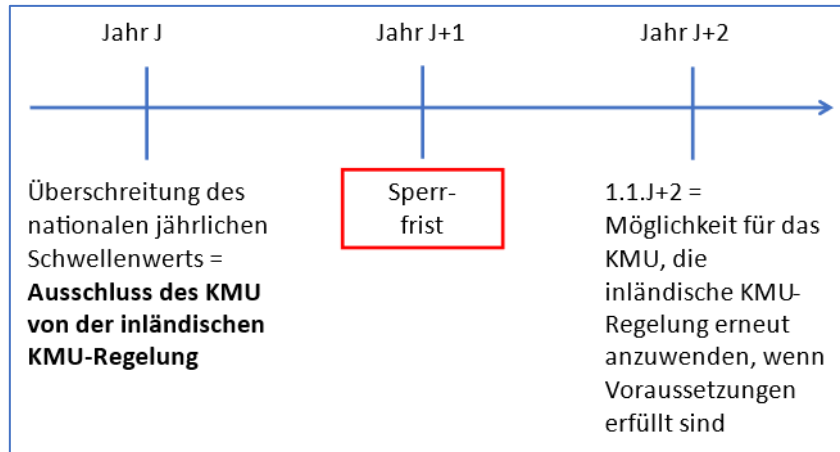 Jahr J
Jahr J+1
Jahr J+2
Überschreitung des
nationalen jährlichen
Schwellenwerts =
Ausschluss des KMU
von der inländischen
KMU-Regelung
Sperr-
frist
1.1.J+2 =
Möglichkeit für das
KMU, die
inländische KMU-
Regelung erneut
anzuwenden, wenn
Voraussetzungen
erfüllt sind